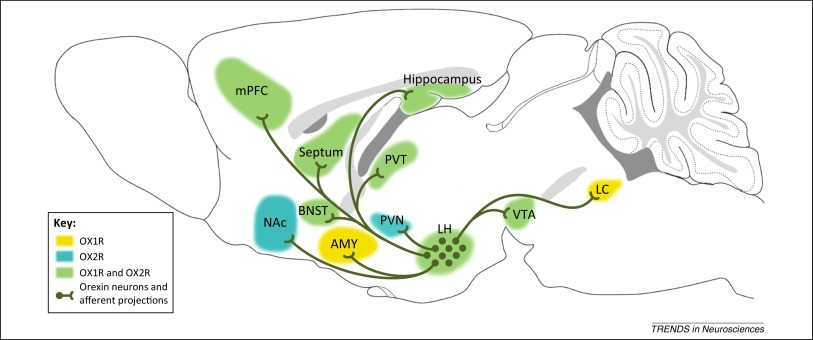 Hippocampus
mPFC
Septum
PVT
LC
BNST
NAc
PVN
VTA
LH
AMY
Key:
OX1R
OX2R
OX1R and OX2R
Orexin neurons and
afferent projections
TRENDS in Neurosciences